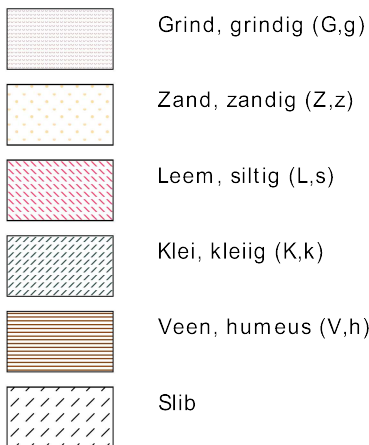 Grind, grindig (G,g)
Zand, zandig (Z,z)
Leem, siltig (L,s)
Klei, kleiig (K,k)
Veen, humeus (V,h)
Slib